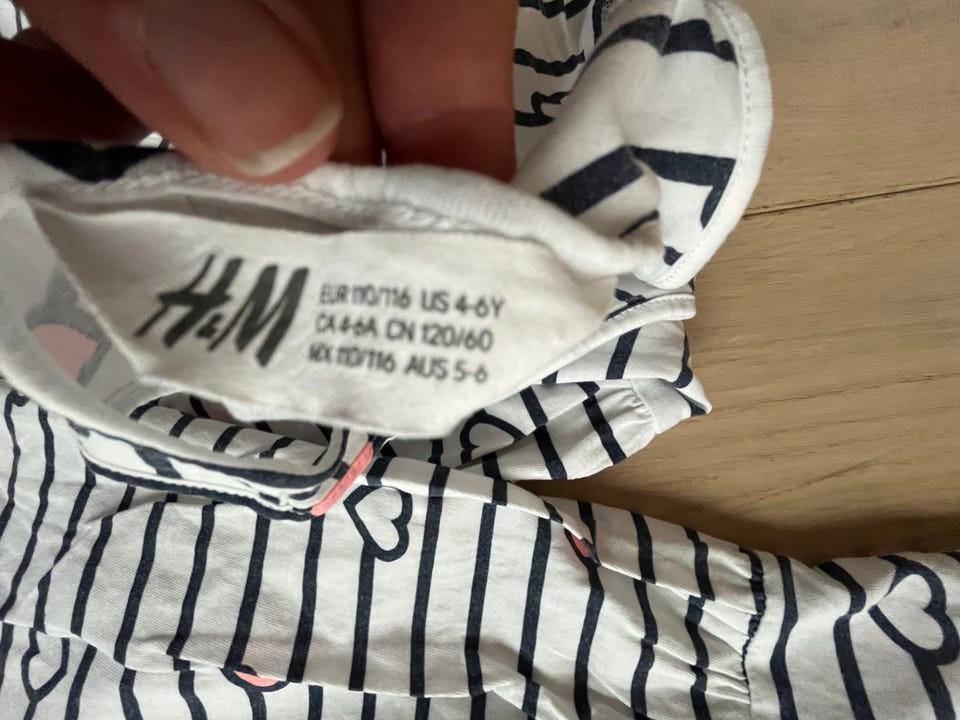 H&M
EUR 110/116 US 4-6Y
CA 4-6A CN 120/60
MX 110/116 AUS 5-6